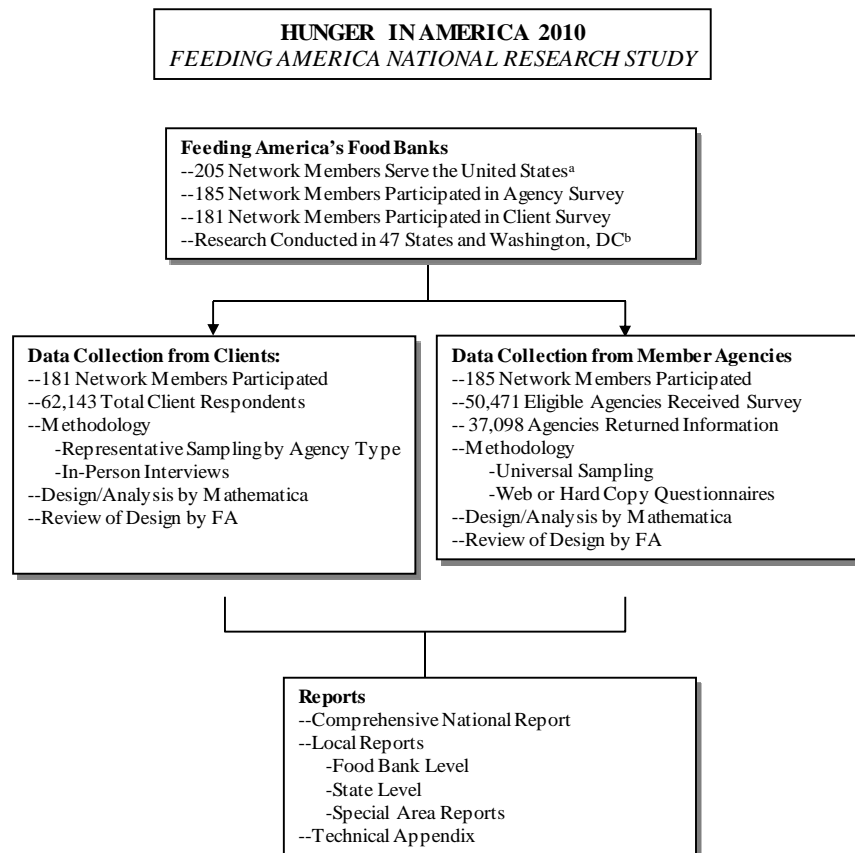 HUNGER IN AMERICA 2010
FEEDING AMERICA NATIONAL RESEARCH STUDY
Feeding America's Food Banks
--205 Network Members Serve the United Statesᵃ
--185 Network Members Participated in Agency Survey
--181 Network Members Participated in Client Survey
--Research Conducted in 47 States and Washington, DCᵇ
Data Collection from Clients:
--181 Network Members Participated
--62,143 Total Client Respondents
--Methodology
-Representative Sampling by Agency Type
-In-Person Interviews
--Design/Analysis by Mathematica
--Review of Design by FA
Data Collection from Member Agencies
--185 Network Members Participated
--50,471 Eligible Agencies Received Survey
-- 37,098 Agencies Returned Information
--Methodology
-Universal Sampling
-Web or Hard Copy Questionnaires
--Design/Analysis by Mathematica
--Review of Design by FA
Reports
--Comprehensive National Report
--Local Reports
-Food Bank Level
-State Level
-Special Area Reports
--Technical Appendix